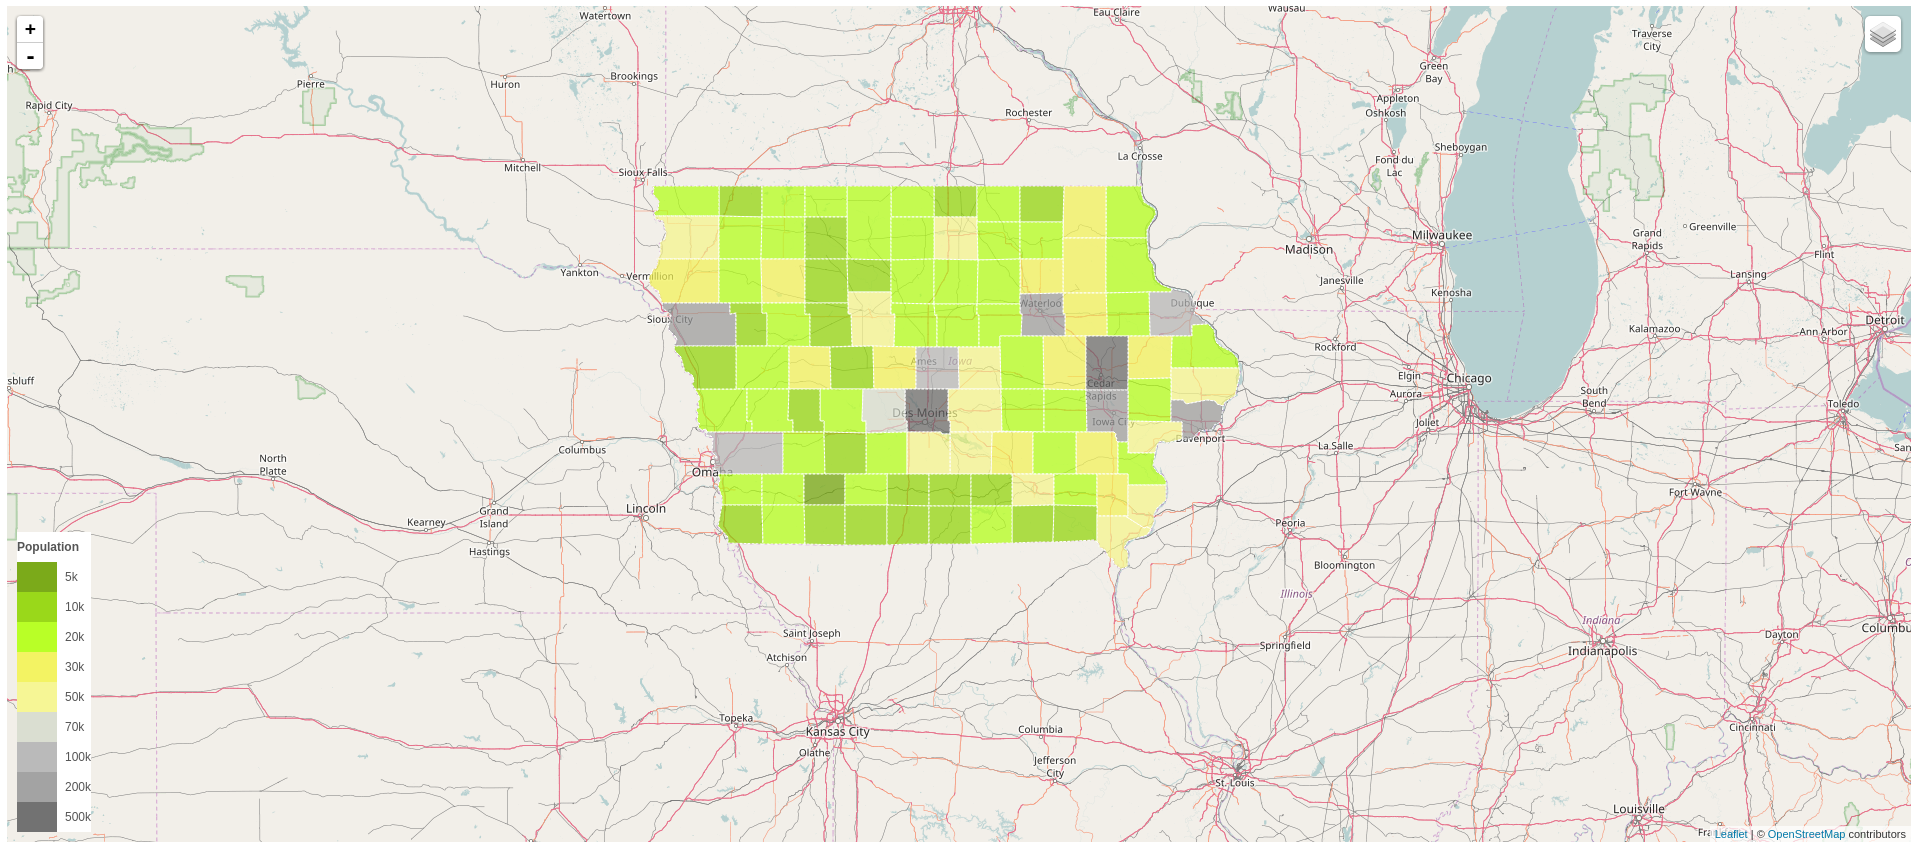 +
-
Watertown
Eau Claire
Wausau
Traverse
City
Green
Bay
Pierre
Huron
Brookings
Appleton
Oshkosh
Rapid City
Rochester
Sheboygan
La Crosse
Fond du
Lac
Mitchell
Sioux Falls
Grand
Rapids
Greenville
Milwaukee
Madison
Flint
Lansing
Yankton
Vermillion
Janesville
Kenosha
Waterloo
Dubuque
Sioux City
Detroit
Kalamazoo
Ann Arbor
Rockford
Ames
Iowa
sbluff
Elgin
Chicago
Cedar
Rapids
Aurora
South
Bend
Toledo
Des Moines
Iowa City
Joliet
Davenport
La Salle
San
Columbus
North
Platte
Omaha
Fort Wayne
Lincoln
Grand
Island
Kearney
Peoria
Hastings
Bloomington
Illinois
Indiana
Saint Joseph
Dayton
Columbu
Springfield
Indianapolis
Atchison
Topeka
Kansas City
Columbia
Cincinnati
Olathe
Jefferson
City
St. Louis
Louisville
Population
5k
10k
20k
30k
50k
70k
100k
200k
500k
Fra
Leaflet | © OpenStreetMap contributors